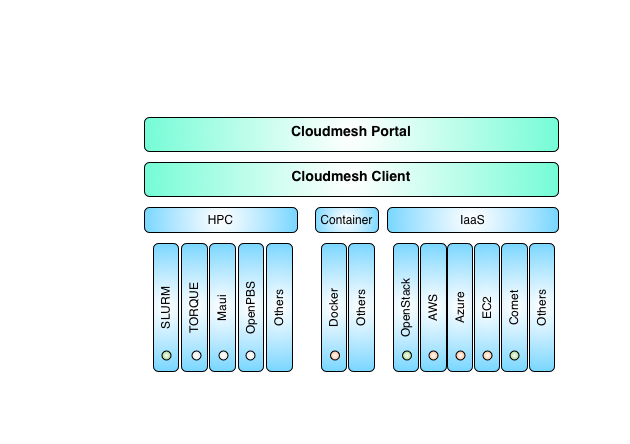 Cloudmesh Portal
Cloudmesh Client
HPC
Container
IaaS
SLURM
TORQUE
Maui
OpenPBS
Others
Docker
Others
OpenStack
AWS
Azure
EC2
Comet
Others